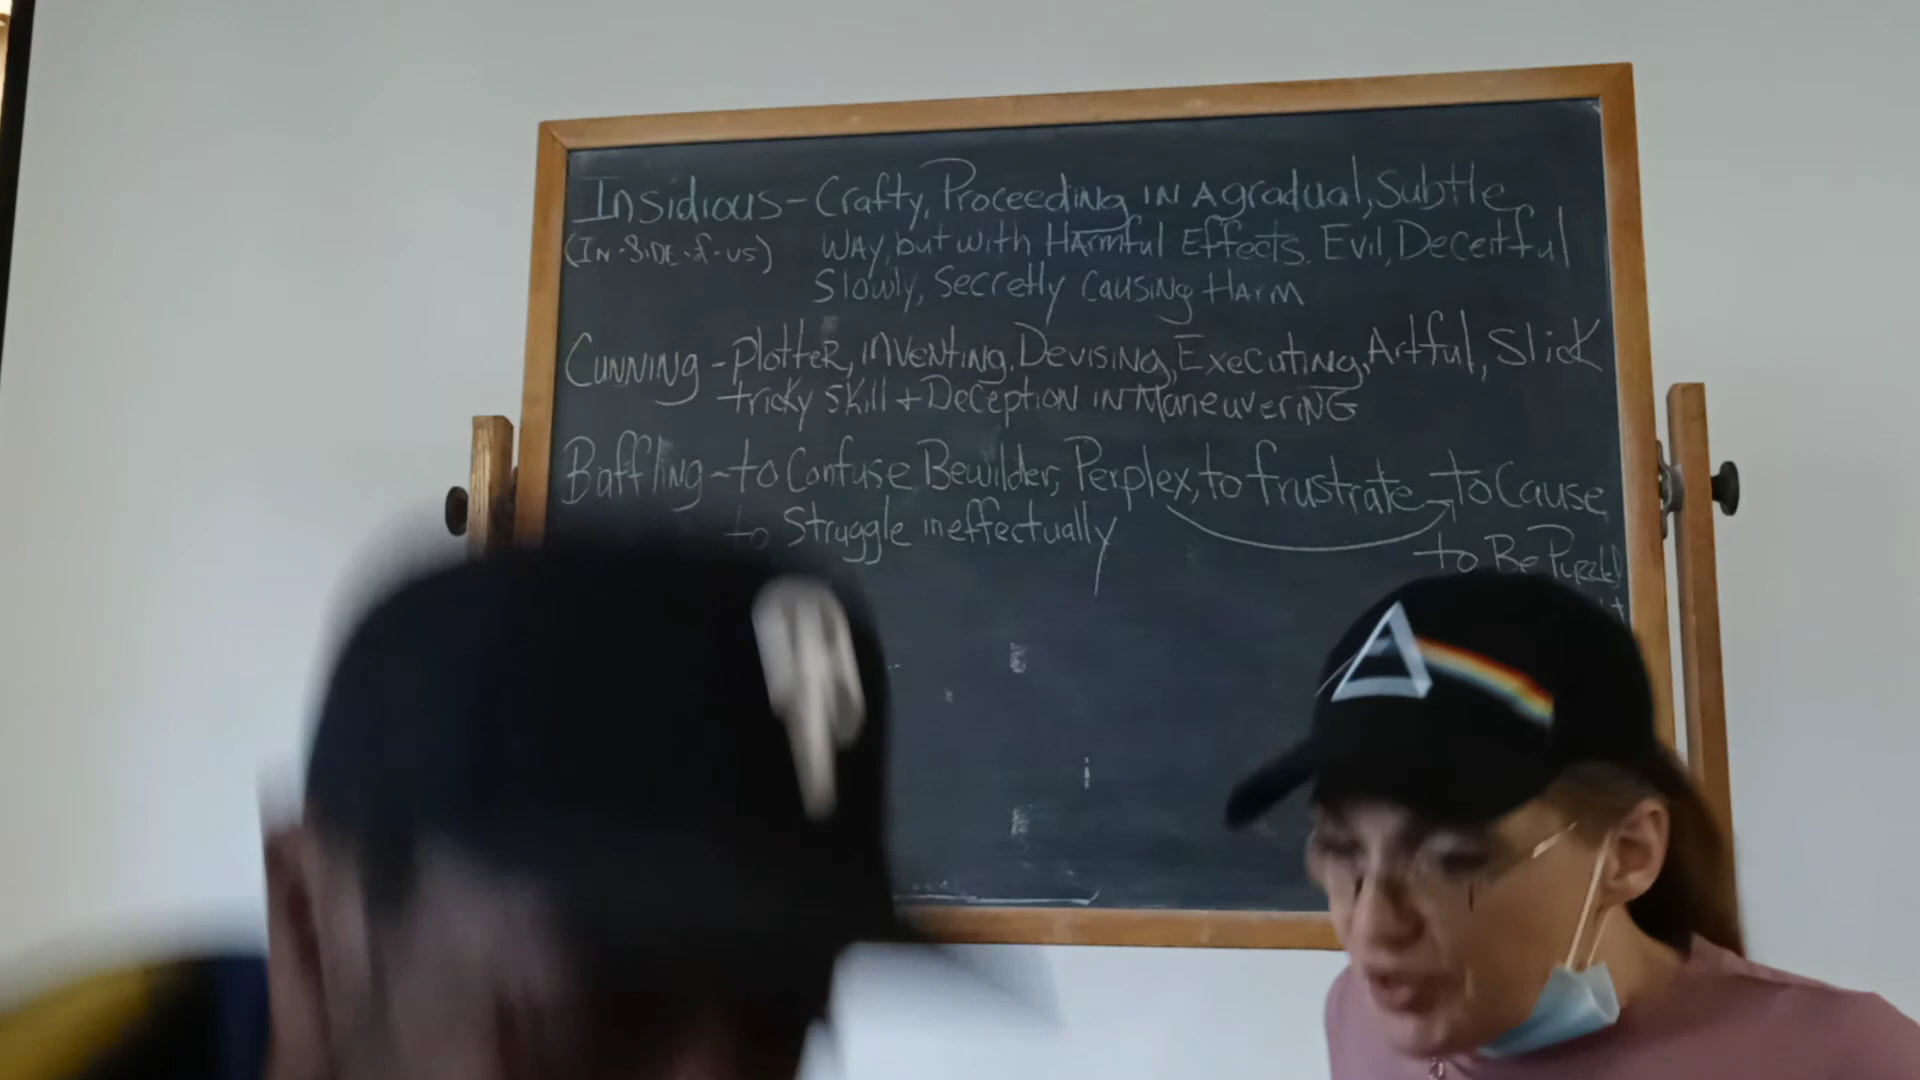 Insidious - Crafty, Proceeding IN A gradual, Subtle
(IN·SIDE·of·us) WAY, but with HArmful Effects. Evil, Deceitful
Slowly, Secretly Causing HArm
CUNNING - Plotter, inventing, Devising, Executing, Artful, Slick
tricky skill + Deception IN Maneuvering
Baffling - to Confuse Bewilder, Perplex, to frustrate to Cause
to Struggle ineffectually
to Be